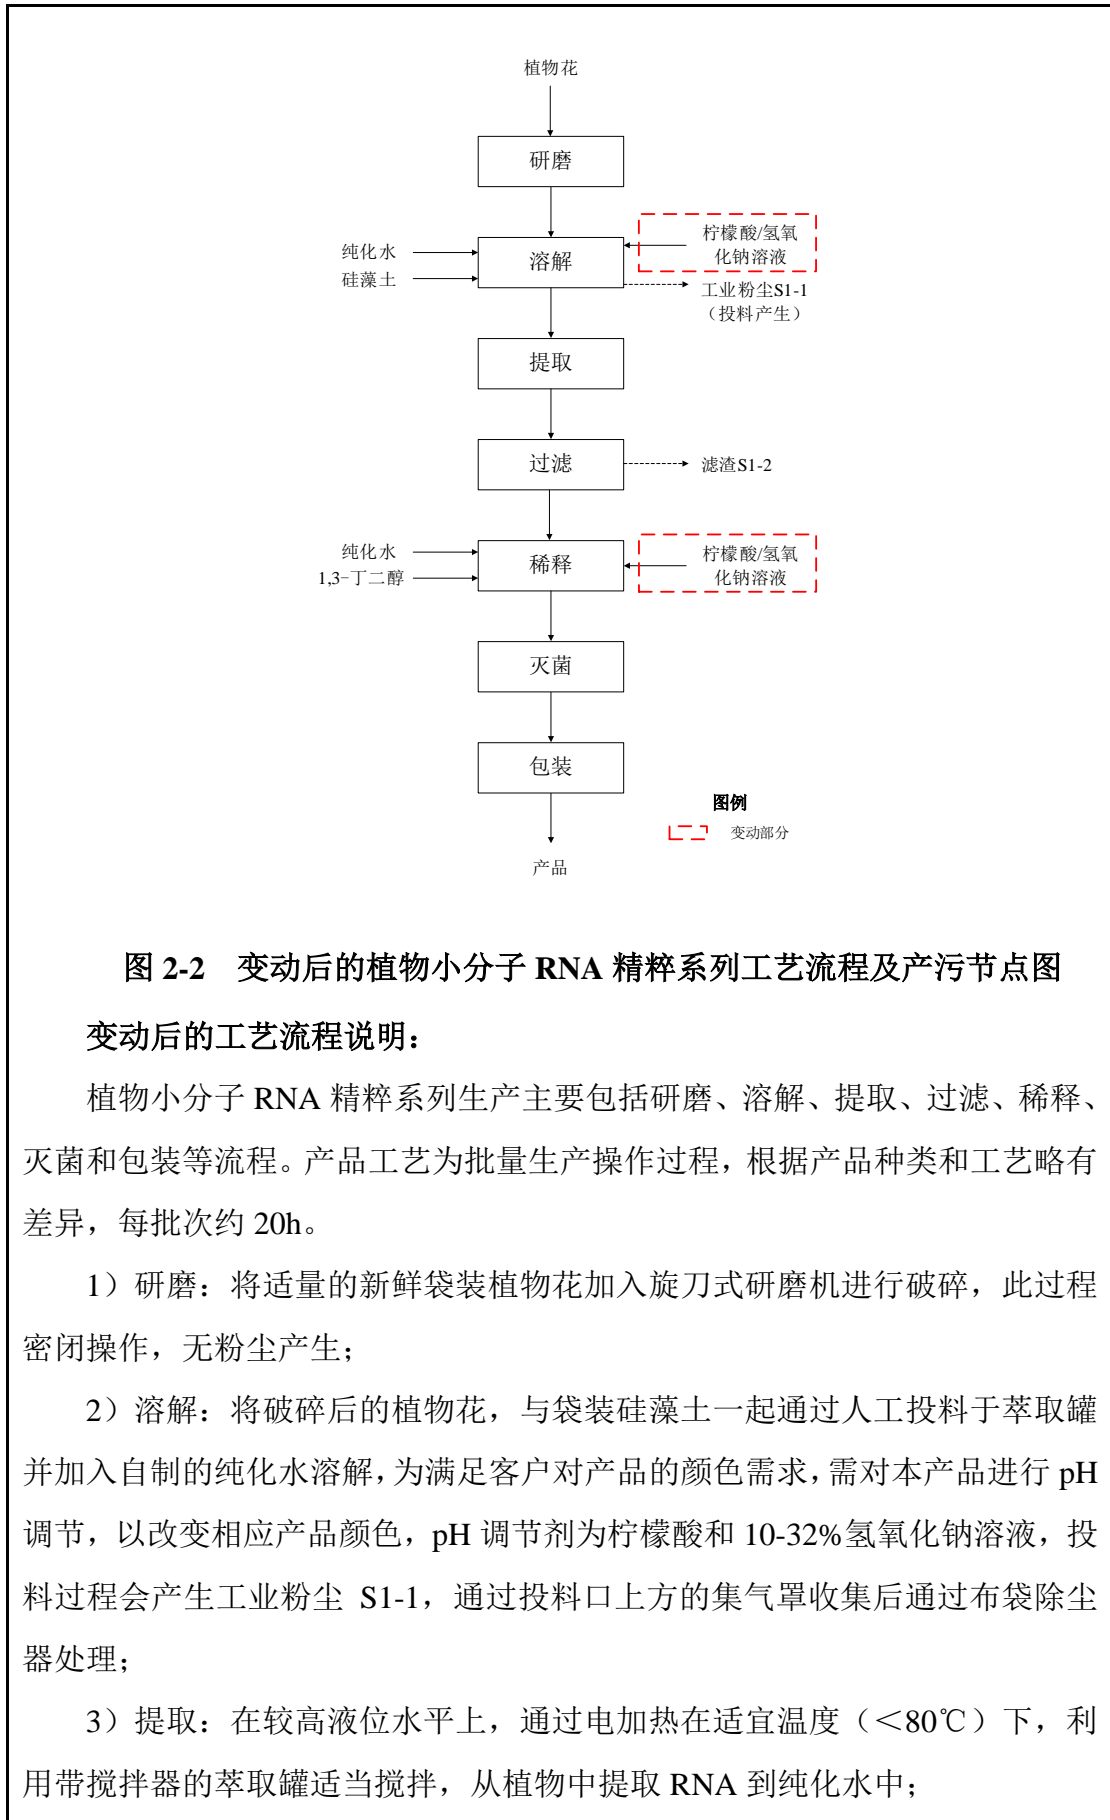 植物花
研磨
纯化水
硅藻土
溶解
柠檬酸/氢氧
化钠溶液
工业粉尘S1-1
（投料产生）
提取
过滤
滤渣S1-2
纯化水
1,3-丁二醇
稀释
柠檬酸/氢氧
化钠溶液
灭菌
包装
图例
变动部分
产品
图 2-2 变动后的植物小分子 RNA 精粹系列工艺流程及产污节点图
变动后的工艺流程说明：
植物小分子 RNA 精粹系列生产主要包括研磨、溶解、提取、过滤、稀释、
灭菌和包装等流程。产品工艺为批量生产操作过程，根据产品种类和工艺略有
差异，每批次约 20h。
1）研磨：将适量的新鲜袋装植物花加入旋刀式研磨机进行破碎，此过程
密闭操作，无粉尘产生；
2）溶解：将破碎后的植物花，与袋装硅藻土一起通过人工投料于萃取罐
并加入自制的纯化水溶解，为满足客户对产品的颜色需求，需对本产品进行 pH
调节，以改变相应产品颜色，pH 调节剂为柠檬酸和 10-32%氢氧化钠溶液，投
料过程会产生工业粉尘 S1-1，通过投料口上方的集气罩收集后通过布袋除尘
器处理；
3）提取：在较高液位水平上，通过电加热在适宜温度（＜80℃）下，利
用带搅拌器的萃取罐适当搅拌，从植物中提取 RNA 到纯化水中；